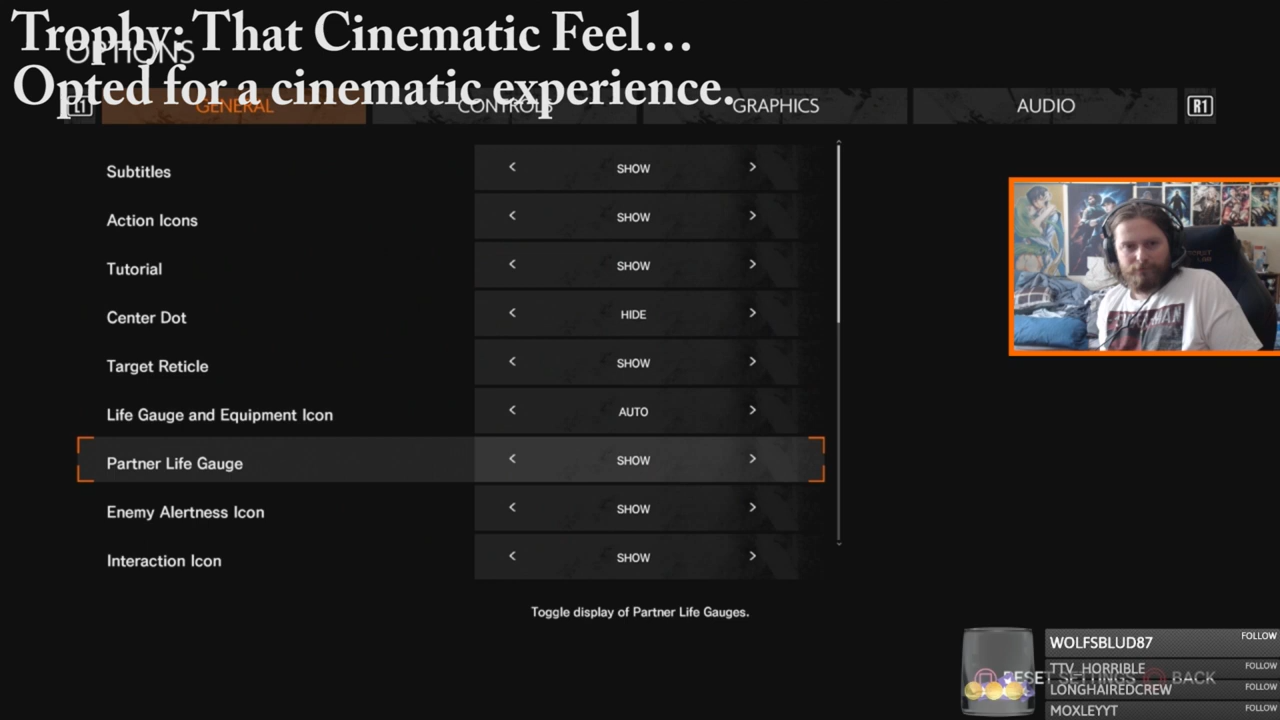 Trophy: That Cinematic Feel...
OPTIONS
Opted for a cinematic experience.
L1 GENERAL CONTROLS GRAPHICS AUDIO R1
Subtitles < SHOW >
Action Icons < SHOW >
Tutorial < SHOW >
Center Dot < HIDE >
Target Reticle < SHOW >
Life Gauge and Equipment Icon < AUTO >
Partner Life Gauge < SHOW >
Enemy Alertness Icon < SHOW >
Interaction Icon < SHOW >
Toggle display of Partner Life Gauges.
WOLFSBLUD87 FOLLOW
TTV_HORRIBLE FOLLOW
RESET SETTINGS BACK
LONGHAIREDCREW FOLLOW
MOXLEYYT FOLLOW